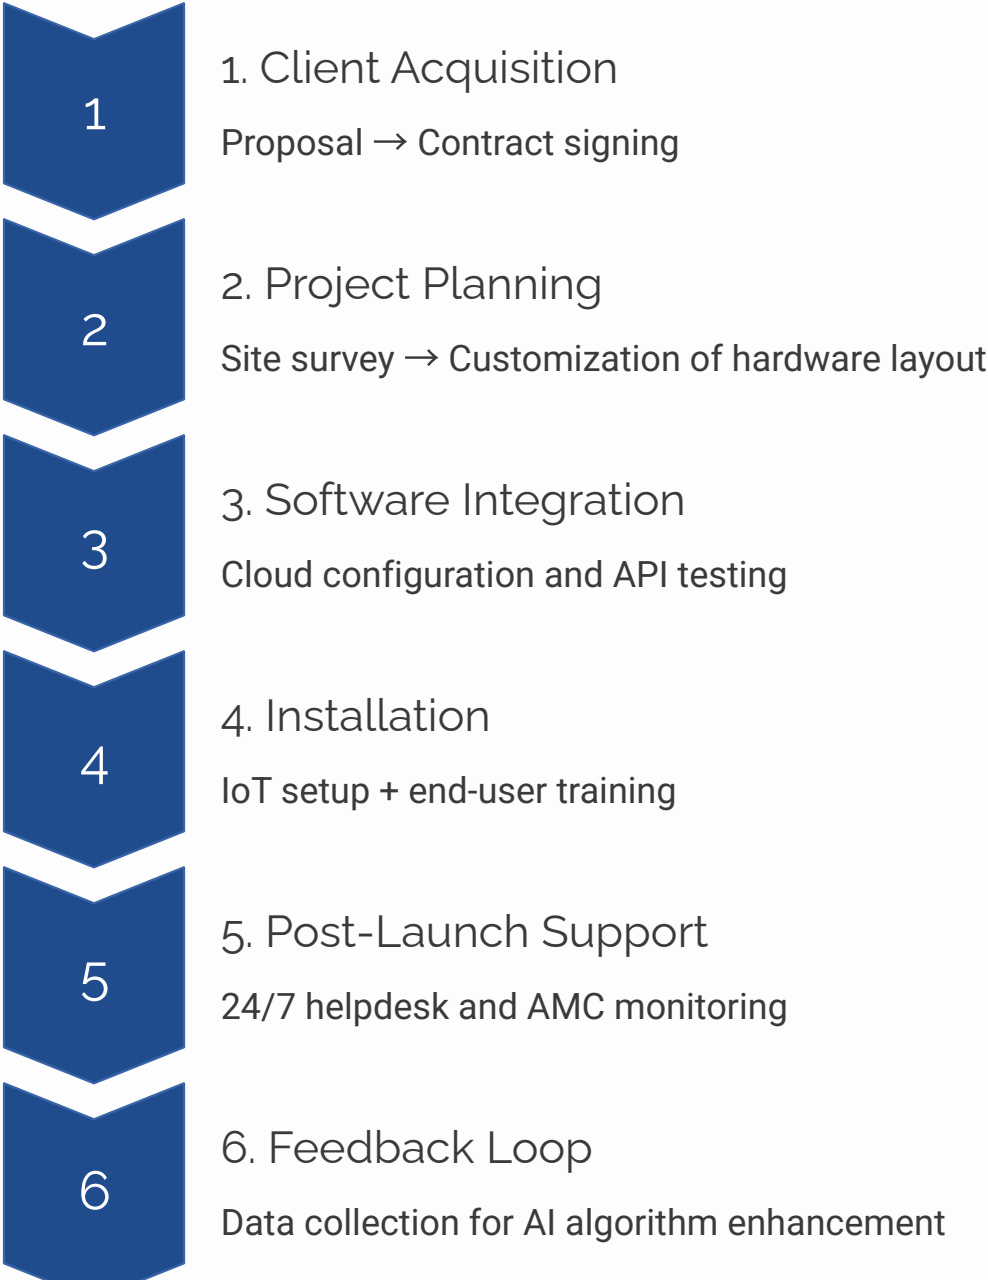 1
1. Client Acquisition
Proposal → Contract signing
2
2. Project Planning
Site survey → Customization of hardware layout
3
3. Software Integration
Cloud configuration and API testing
4
4. Installation
IoT setup + end-user training
5
5. Post-Launch Support
24/7 helpdesk and AMC monitoring
6
6. Feedback Loop
Data collection for AI algorithm enhancement